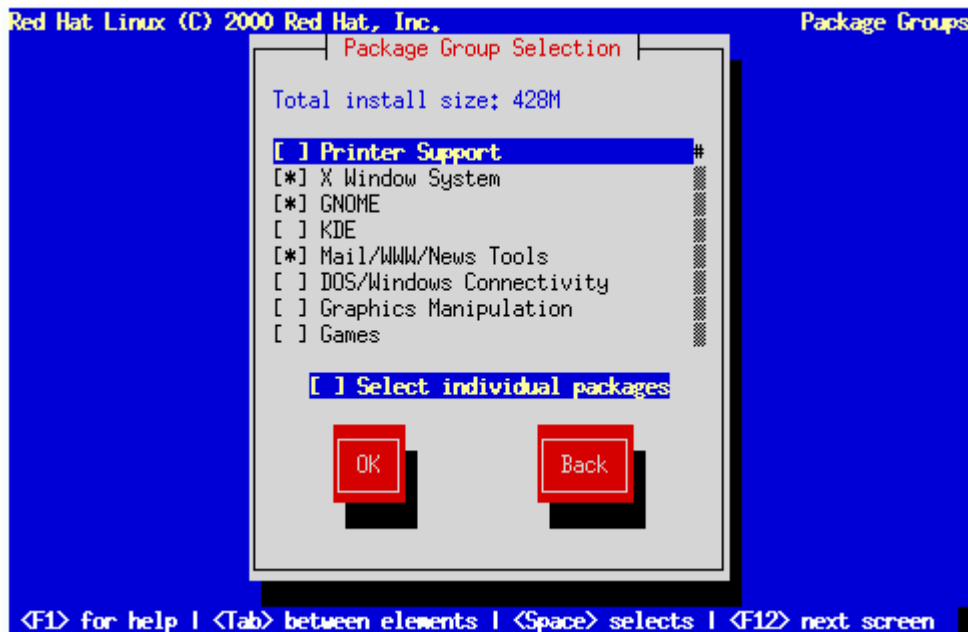 Red Hat Linux (C) 2000 Red Hat, Inc. Package Groups
Package Group Selection
Total install size: 428M
[ ] Printer Support #
[*] X Window System
[*] GNOME
[ ] KDE
[*] Mail/WWW/News Tools
[ ] DOS/Windows Connectivity
[ ] Graphics Manipulation
[ ] Games
[ ] Select individual packages
OK Back
<F1> for help | <Tab> between elements | <Space> selects | <F12> next screen